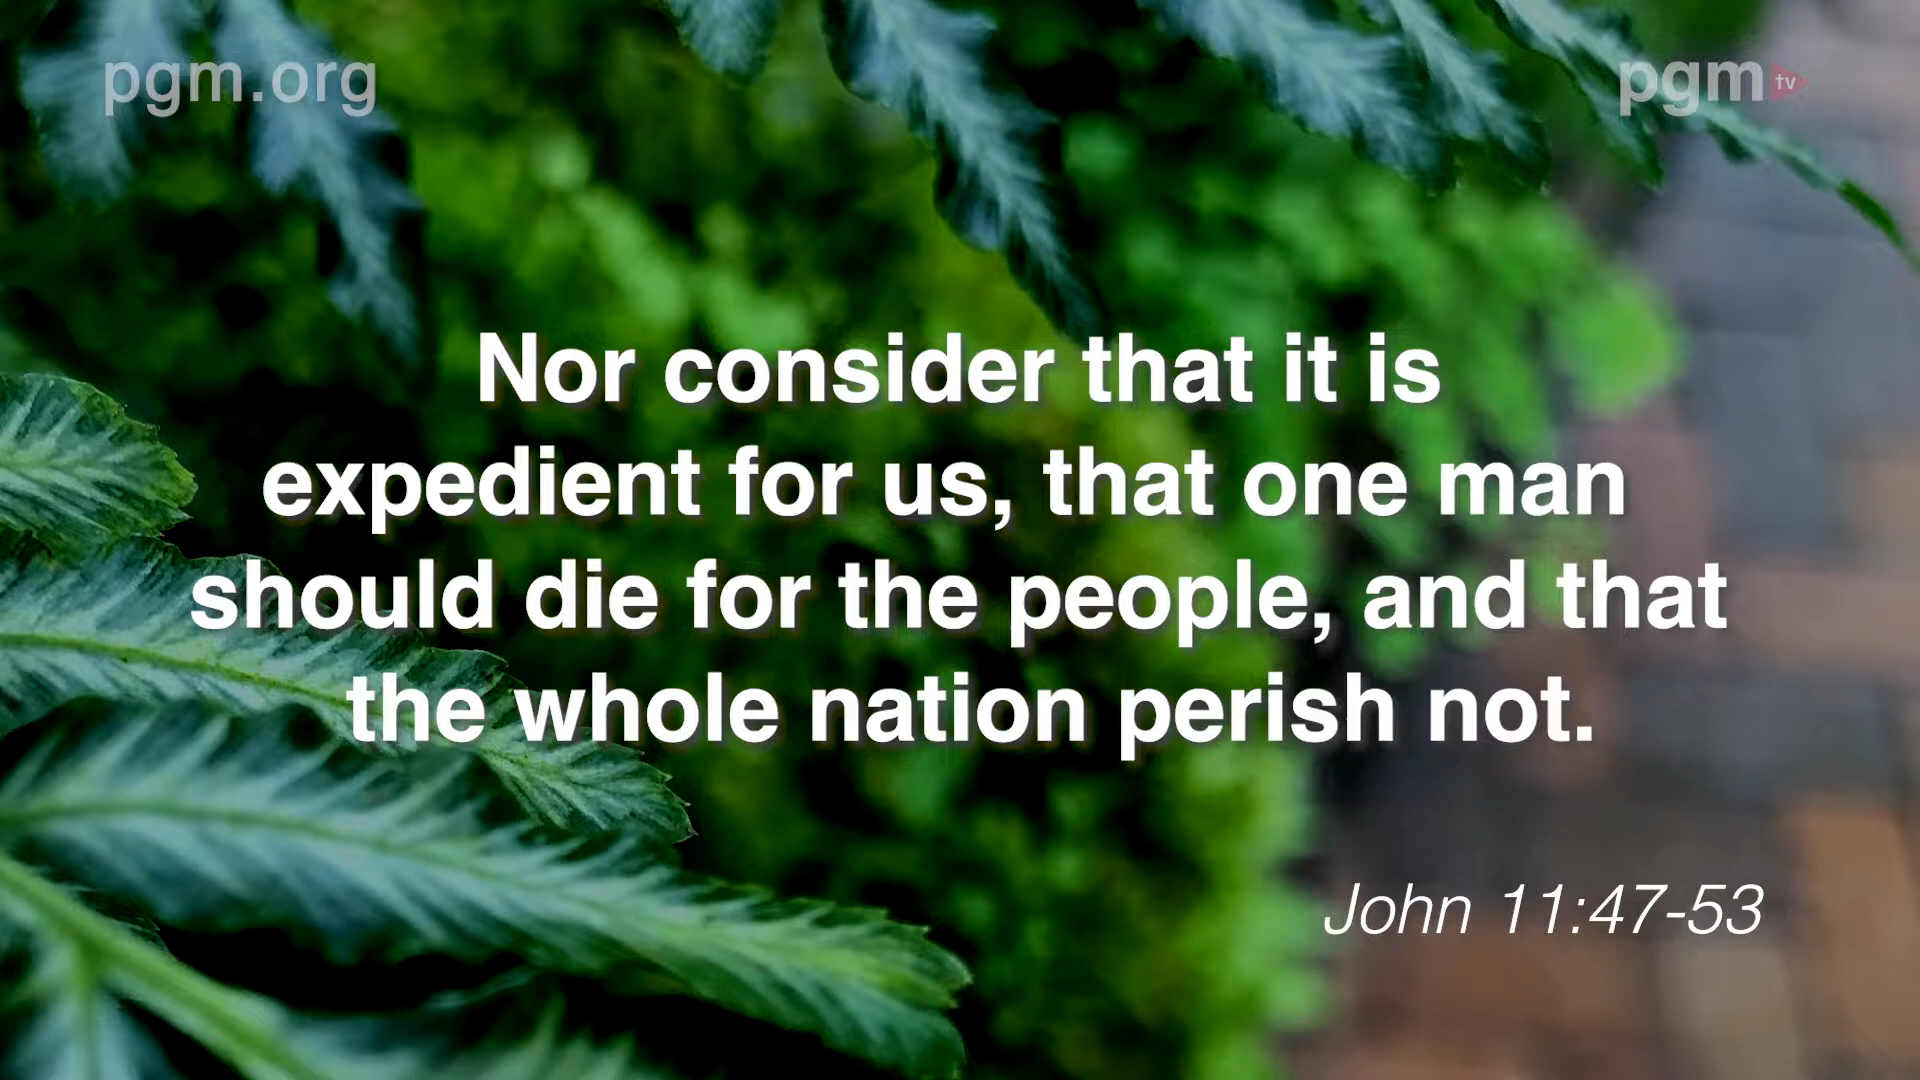 pgm.org
pgm tv
Nor consider that it is
expedient for us, that one man
should die for the people, and that
the whole nation perish not.
John 11:47-53